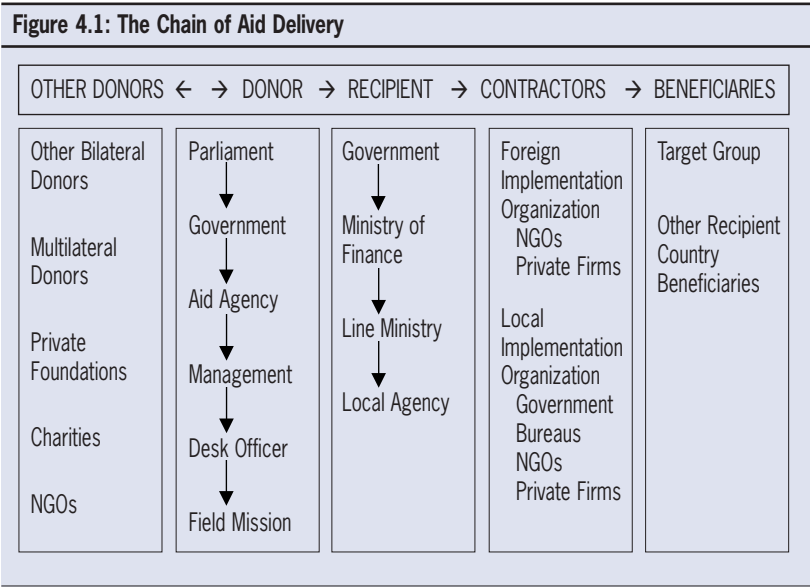 Figure 4.1: The Chain of Aid Delivery
OTHER DONORS ← → DONOR → RECIPIENT → CONTRACTORS → BENEFICIARIES
Other Bilateral
Donors
Multilateral
Donors
Private
Foundations
Charities
NGOs
Parliament
Government
Aid Agency
Management
Desk Officer
Field Mission
Government
Ministry of
Finance
Line Ministry
Local Agency
Foreign
Implementation
Organization
NGOs
Private Firms
Local
Implementation
Organization
Government
Bureaus
NGOs
Private Firms
Target Group
Other Recipient
Country
Beneficiaries